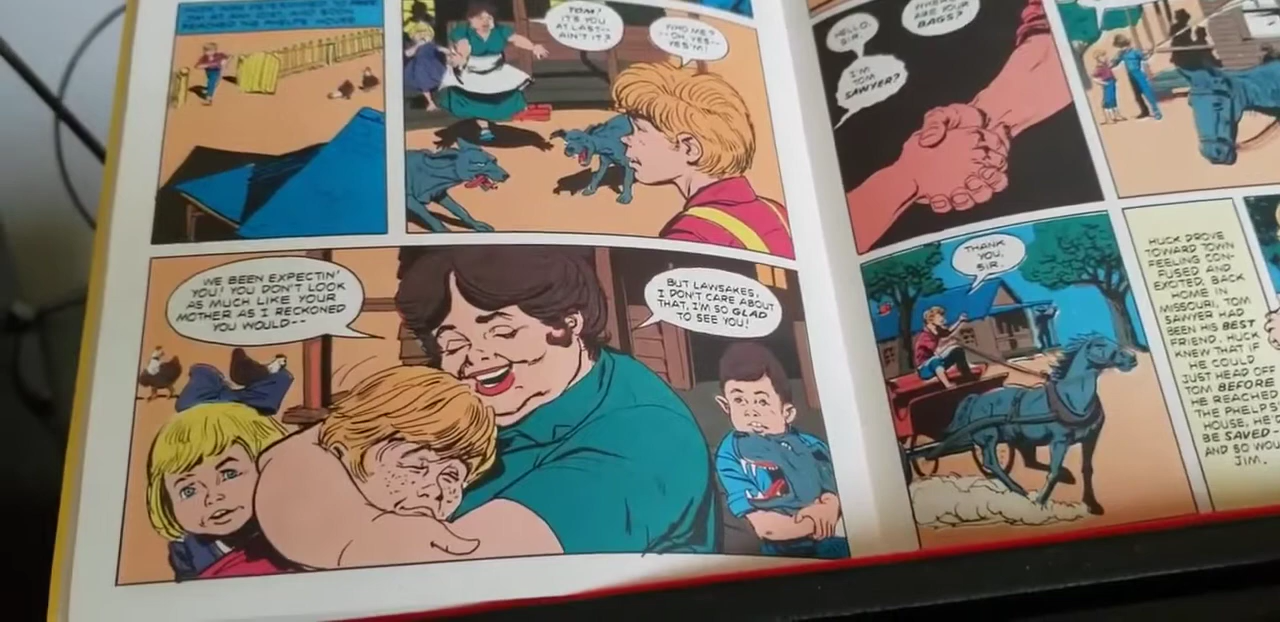 TOM?
IT'S YOU
AT LAST--
AIN'T IT?
WHO ME?
--OH, YES--
YES'M!
WE BEEN EXPECTIN'
YOU! YOU DON'T LOOK
AS MUCH LIKE YOUR
MOTHER AS I RECKONED
YOU WOULD--
BUT LAWSAKES,
I DON'T CARE ABOUT
THAT, I'M SO GLAD
TO SEE YOU!
HELLO,
SIR.
I'M
TOM
SAWYER?
WHERE
ARE YOUR
BAGS?
THANK
YOU,
SIR.
HUCK DROVE
TOWARD TOWN
FEELING CON-
FUSED AND
EXCITED. BACK
HOME IN
MISSOURI, TOM
SAWYER HAD
BEEN HIS BEST
FRIEND. HUCK
KNEW THAT IF
HE COULD
JUST HEAD OFF
TOM BEFORE
HE REACHED
THE PHELPS
HOUSE, HE'D
BE SAVED-
AND SO WOU
JIM.